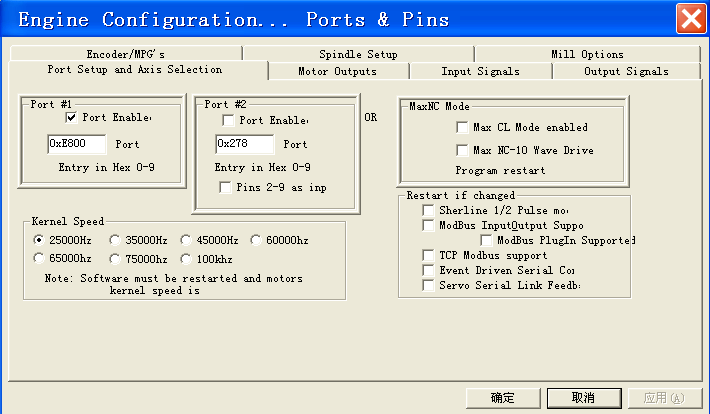 Engine Configuration... Ports & Pins
Encoder/MPG's
Spindle Setup
Mill Options
Port Setup and Axis Selection
Motor Outputs
Input Signals
Output Signals
Port #1
Port Enable
0xE800
Port
Entry in Hex 0-9
Port #2
Port Enable
0x278
Port
Entry in Hex 0-9
Pins 2-9 as inp
OR
MaxNC Mode
Max CL Mode enabled
Max NC-10 Wave Drive
Program restart
Restart if changed
Sherline 1/2 Pulse mo
ModBus InputOutput Suppo
ModBus PlugIn Supported
TCP Modbus support
Event Driven Serial Co
Servo Serial Link Feedb
Kernel Speed
25000Hz
35000Hz
45000Hz
60000hz
65000hz
75000hz
100khz
Note: Software must be restarted and motors
kernel speed is
确定
取消
应用(A)